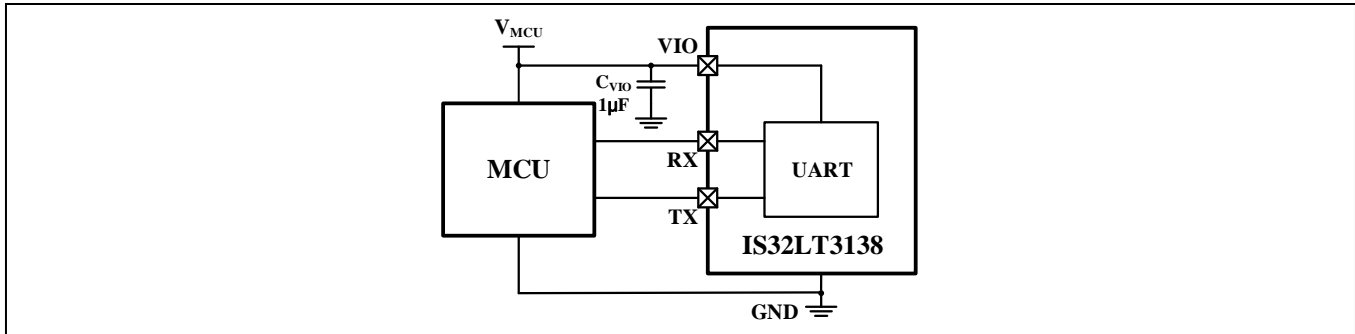 VMCU
VIO
CVIO
1µF
RX
MCU
UART
TX
IS32LT3138
GND